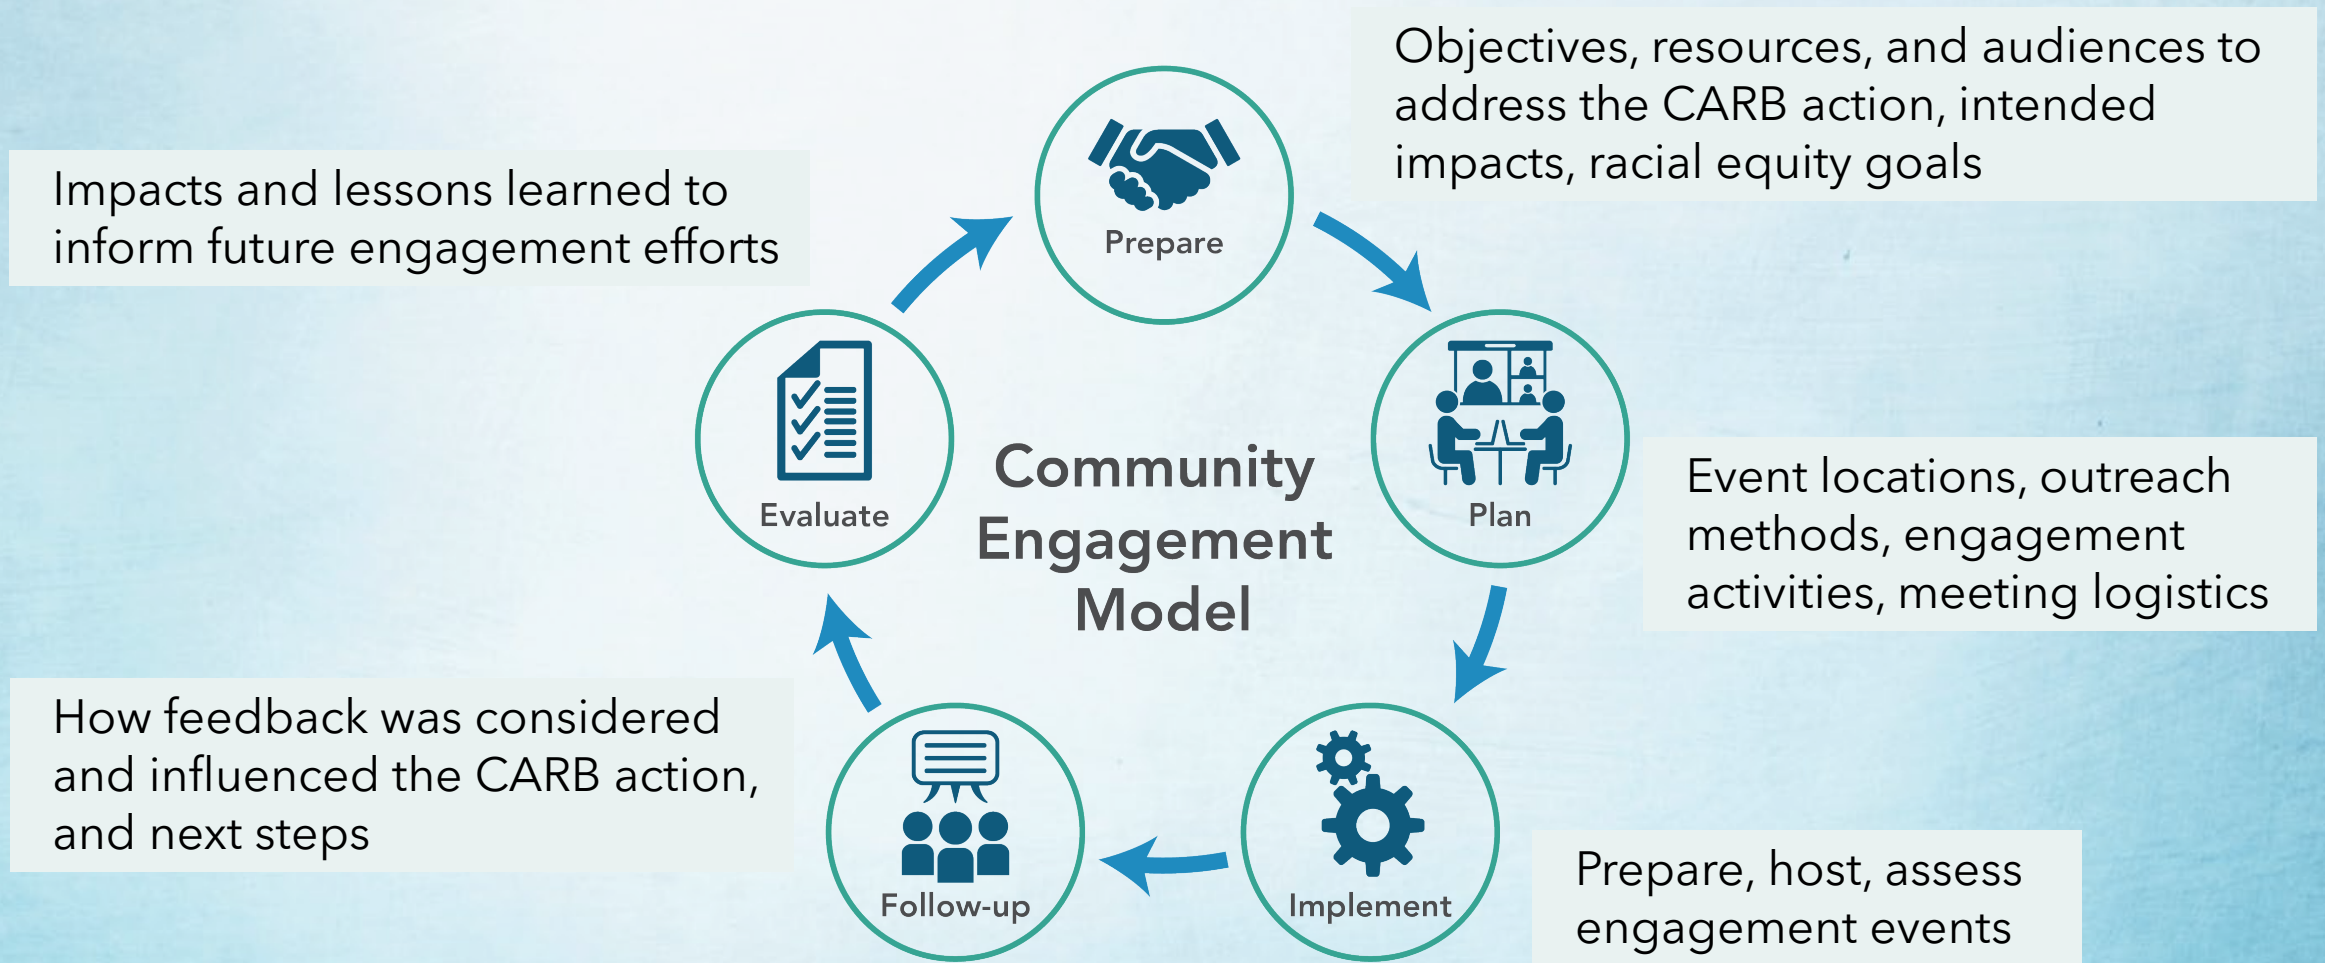 Objectives, resources, and audiences to
address the CARB action, intended
impacts, racial equity goals
Prepare
Impacts and lessons learned to
inform future engagement efforts
Evaluate
Community
Engagement
Model
Plan
Event locations, outreach
methods, engagement
activities, meeting logistics
How feedback was considered
and influenced the CARB action,
and next steps
Follow-up
Implement
Prepare, host, assess
engagement events